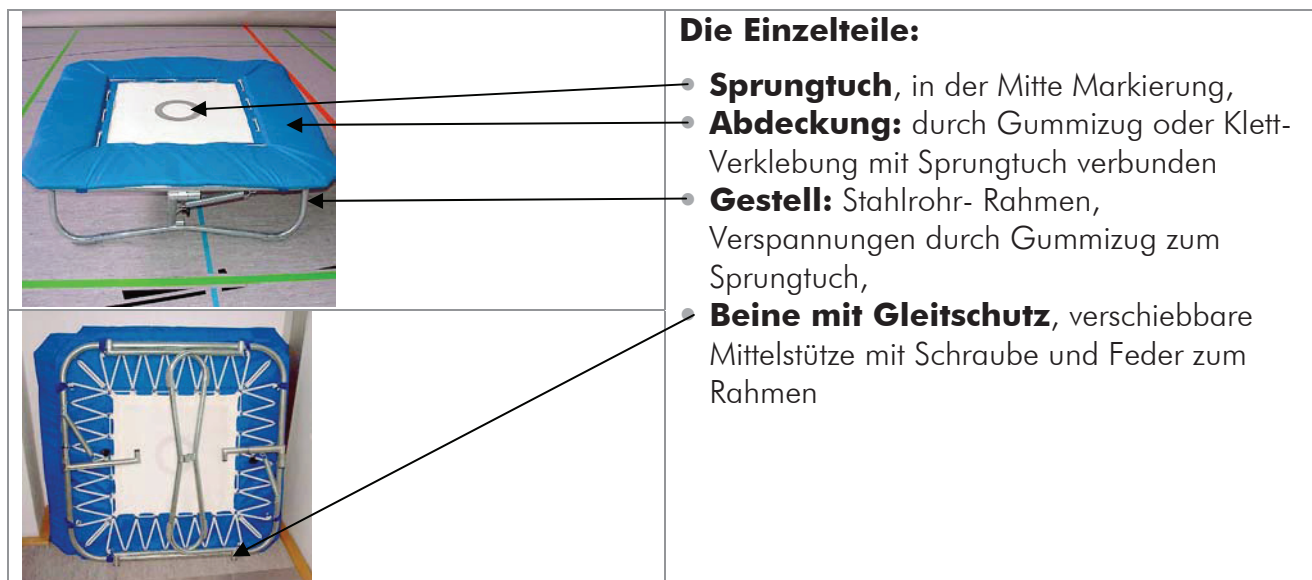 Die Einzelteile:
Sprungtuch, in der Mitte Markierung,
Abdeckung: durch Gummizug oder Klett-
Verklebung mit Sprungtuch verbunden
Gestell: Stahlrohr- Rahmen,
Verspannungen durch Gummizug zum
Sprungtuch,
Beine mit Gleitschutz, verschiebbare
Mittelstütze mit Schraube und Feder zum
Rahmen